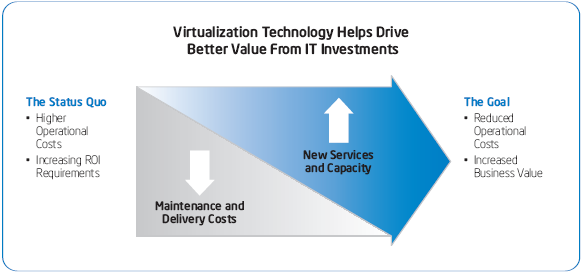 Virtualization Technology Helps Drive
Better Value From IT Investments
The Status Quo
▪ Higher
Operational
Costs
▪ Increasing ROI
Requirements
Maintenance and
Delivery Costs
New Services
and Capacity
The Goal
▪ Reduced
Operational
Costs
▪ Increased
Business Value